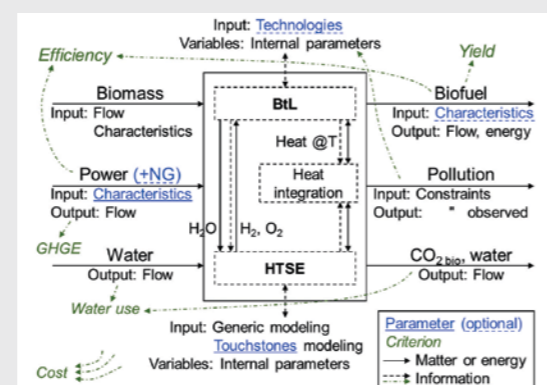 Input: Technologies
Variables: Internal parameters
Efficiency
Yield
Biomass
Input: Flow
Characteristics
BtL
Biofuel
Input: Characteristics
Output: Flow, energy
Heat @T
Power (+NG)
Input: Characteristics
Output: Flow
Heat
integration
Pollution
Input: Constraints
Output: " observed
GHGE
H₂O
H₂, O₂
Water
Output: Flow
HTSE
CO₂ bio, water
Output: Flow
Water use
Input: Generic modeling
Touchstones modeling
Variables: Internal parameters
Cost
Parameter (optional)
Criterion
Matter or energy
Information